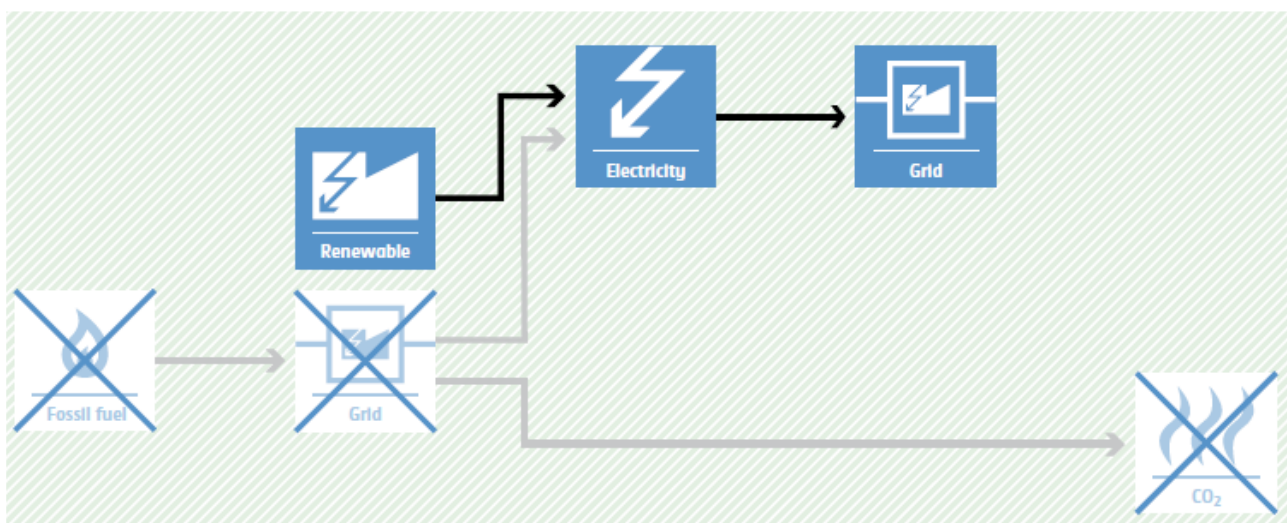 Electricity
Grid
Renewable
Fossil fuel
Grid
CO₂